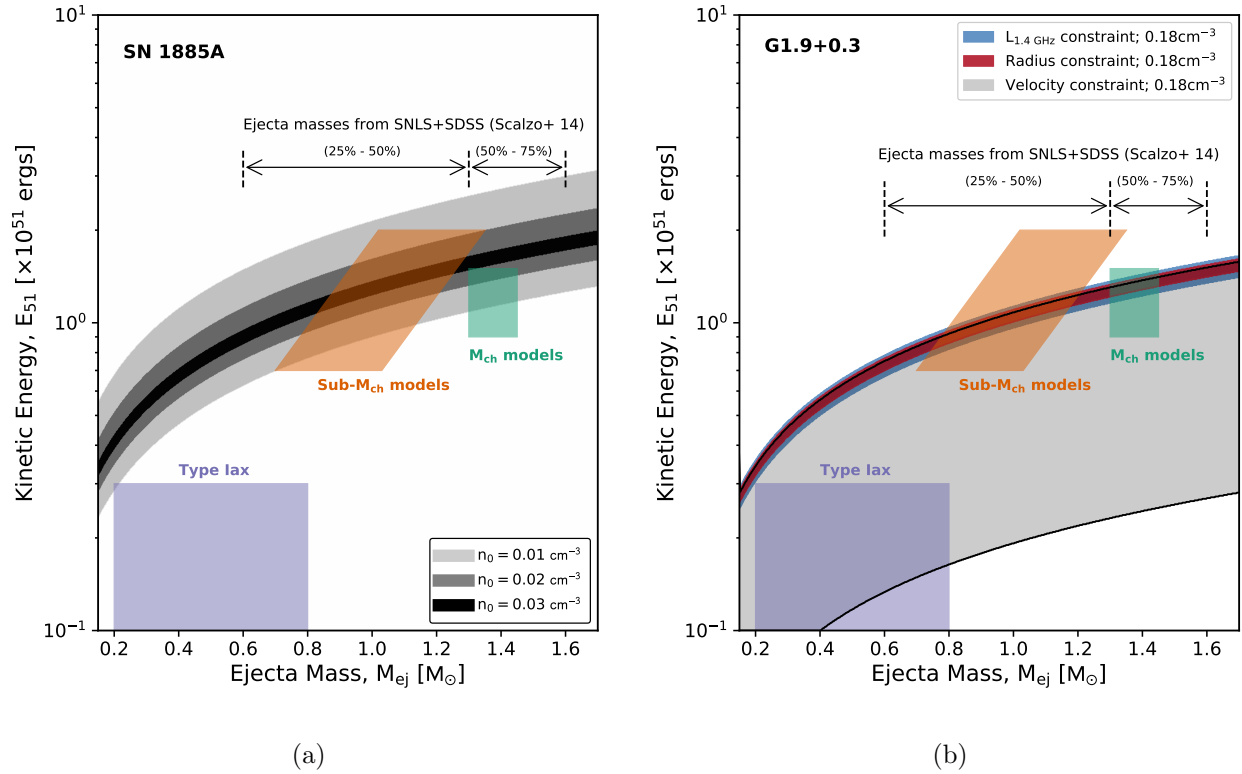 SN 1885A
Ejecta masses from SNLS+SDSS (Scalzo+ 14)
(25% - 50%)
(50% - 75%)
M_ch models
Sub-M_ch models
Type Iax
n_0 = 0.01 cm^−3
n_0 = 0.02 cm^−3
n_0 = 0.03 cm^−3
10^1
10^0
10^−1
0.2 0.4 0.6 0.8 1.0 1.2 1.4 1.6
Kinetic Energy, E_51 [×10^51 ergs]
Ejecta Mass, M_ej [M_⊙]
(a)
G1.9+0.3
L_1.4 GHz constraint; 0.18cm^−3
Radius constraint; 0.18cm^−3
Velocity constraint; 0.18cm^−3
Ejecta masses from SNLS+SDSS (Scalzo+ 14)
(25% - 50%)
(50% - 75%)
M_ch models
Sub-M_ch models
Type Iax
10^1
10^0
10^−1
0.2 0.4 0.6 0.8 1.0 1.2 1.4 1.6
Kinetic Energy, E_51 [×10^51 ergs]
Ejecta Mass, M_ej [M_⊙]
(b)